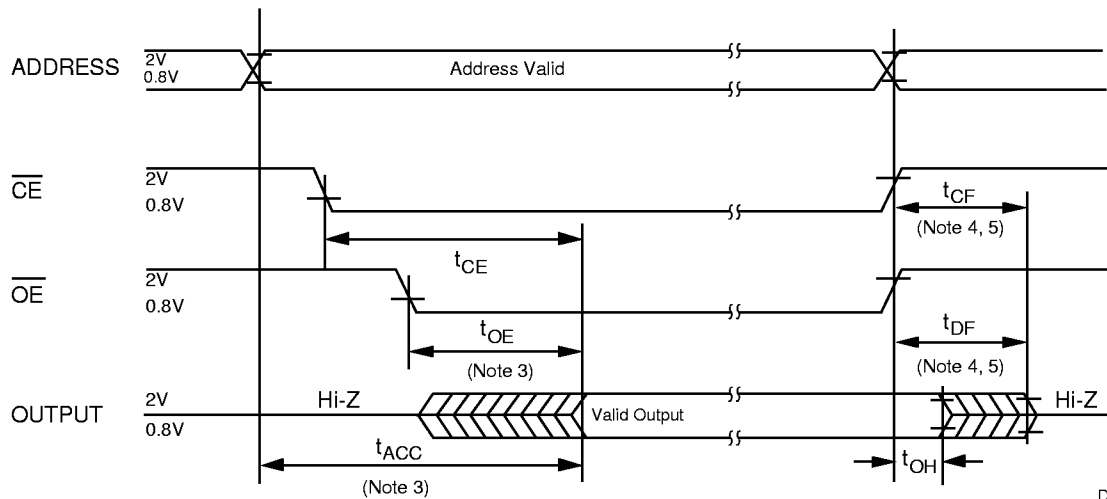 ADDRESS
2V
0.8V
Address Valid
CE
2V
0.8V
tCF
(Note 4, 5)
tCE
OE
2V
0.8V
tOE
(Note 3)
tDF
(Note 4, 5)
OUTPUT
2V
0.8V
Hi-Z
Valid Output
Hi-Z
tACC
(Note 3)
tOH
D